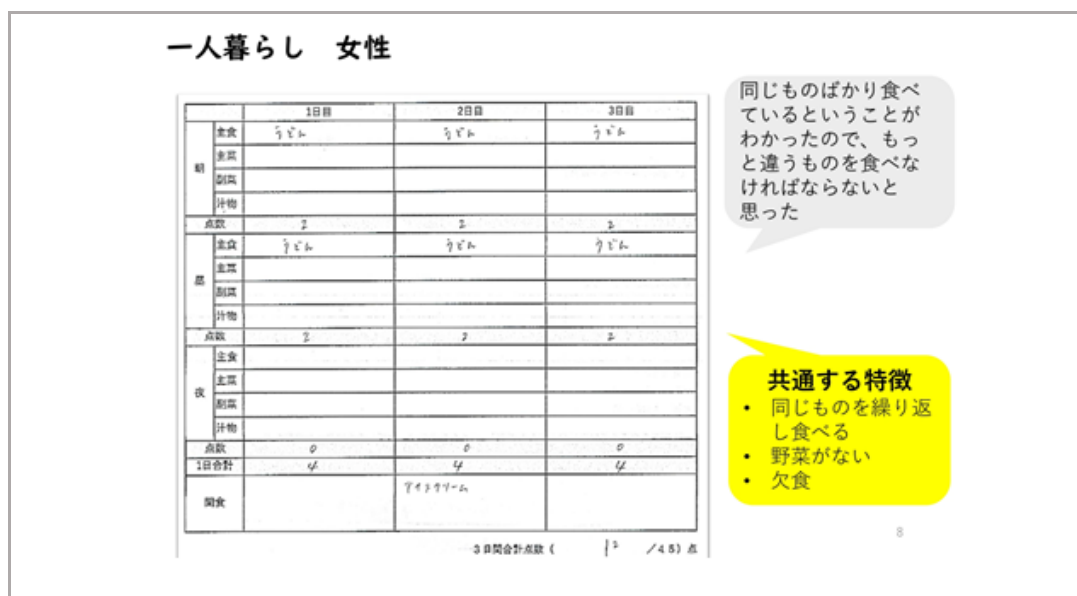 一人暮らし 女性
1日目 2日目 3日目
朝
主食 うどん うどん うどん
主菜
副菜
汁物
点数 2 2 2
昼
主食 うどん うどん うどん
主菜
副菜
汁物
点数 2 2 2
夜
主食
主菜
副菜
汁物
点数 0 0 0
1日合計 4 4 4
間食 アイスクリーム
3日間合計点数 ( 12 /45)点
同じものばかり食べ
ているということが
わかったので、もっ
と違うものを食べな
ければならないと
思った
共通する特徴
• 同じものを繰り返
し食べる
• 野菜がない
• 欠食
8